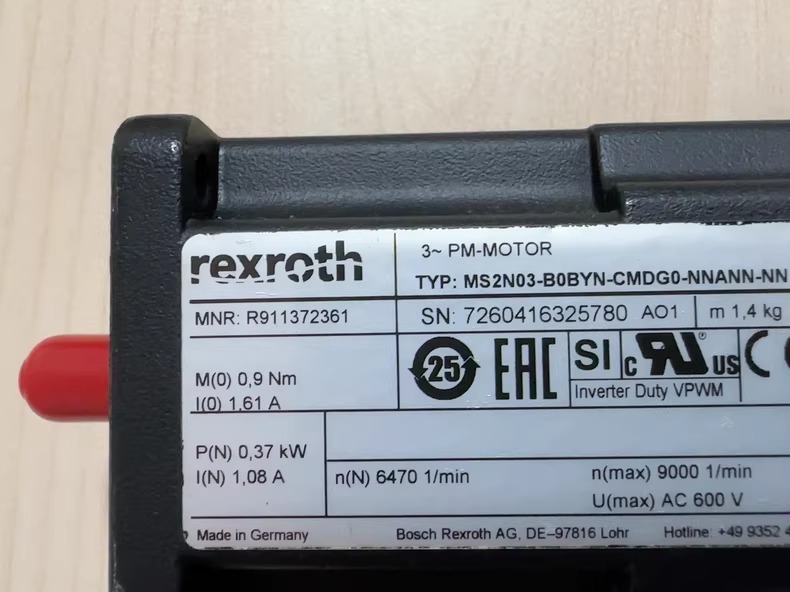 rexroth
3~ PM-MOTOR
TYP: MS2N03-B0BYN-CMDG0-NNANN-NN
MNR: R911372361
SN: 7260416325780 A01
m 1,4 kg
M(0) 0,9 Nm
I(0) 1,61 A
25
EAC
SI
c RU US
Inverter Duty VPWM
P(N) 0,37 kW
I(N) 1,08 A
n(N) 6470 1/min
n(max) 9000 1/min
U(max) AC 600 V
Made in Germany
Bosch Rexroth AG, DE-97816 Lohr
Hotline: +49 9352 4